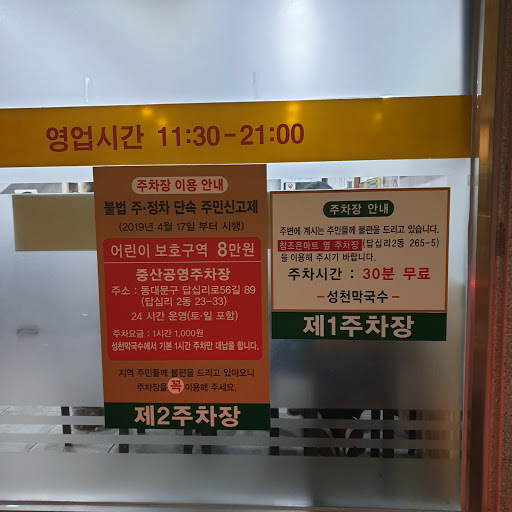 영업시간 11:30-21:00
주차장 이용 안내
불법 주·정차 단속 주민신고제
(2019년 4월 17일 부터 시행)
어린이 보호구역 8만원
중산공영주차장
주소 : 동대문구 답십리로56길 89
(답십리 2동 23-33)
24 시간 운영(토·일 포함)
주차요금 : 1시간 1,000원
성천막국수에서 기본 1시간 주차만 대납을 합니다.
지역 주민들께 불편을 드리고 있아오니
주차장을 꼭 이용해 주세요.
제2주차장
주차장 안내
주변에 계시는 주민들께 불편을 드리고 있습니다.
참조은마트 옆 주차장(답십리2동 265-5)
을 이용해 주시기 바랍니다.
주차시간 : 30분 무료
-성천막국수-
제1주차장